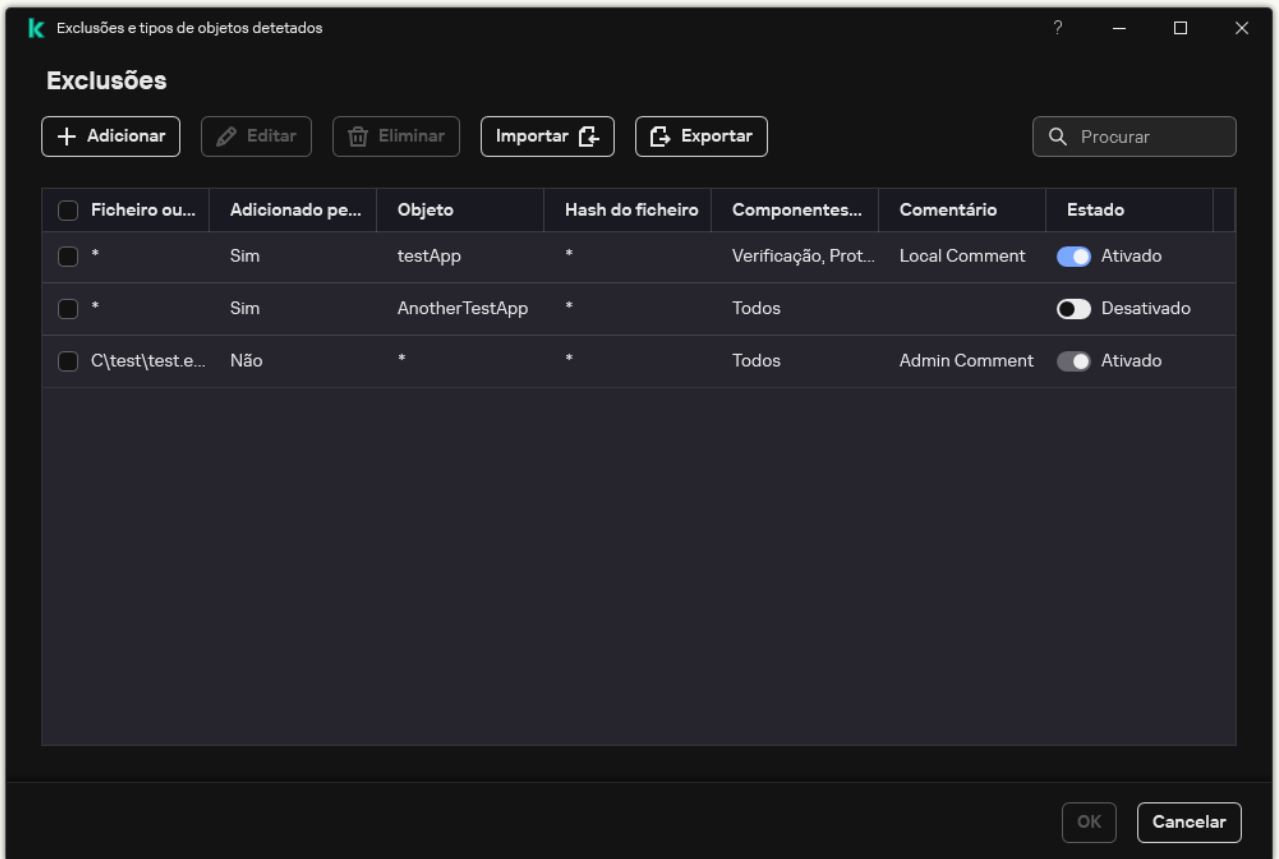 Exclusões e tipos de objetos detetados
?
Exclusões
Adicionar Editar Eliminar Importar Exportar Procurar
Ficheiro ou... Adicionado pe... Objeto Hash do ficheiro Componentes... Comentário Estado
* Sim testApp * Verificação, Prot... Local Comment Ativado
* Sim AnotherTestApp * Todos Desativado
C\test\test.e... Não * * Todos Admin Comment Ativado
OK Cancelar